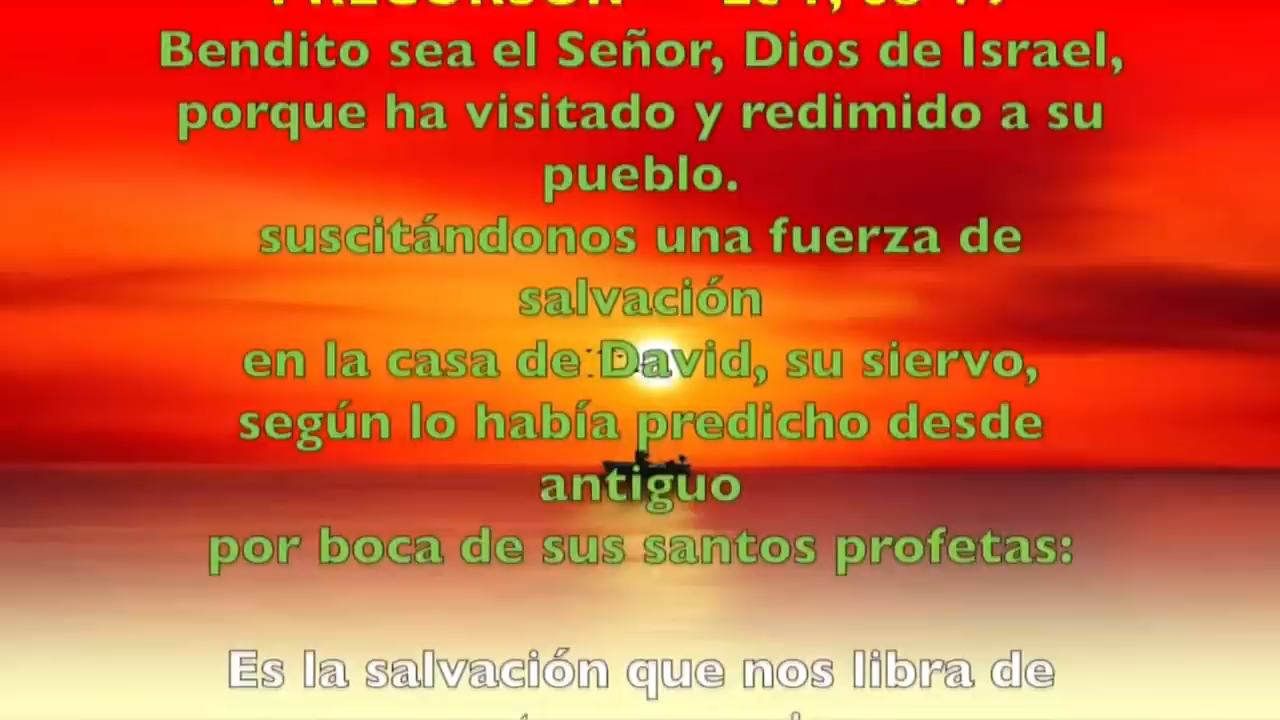 Bendito sea el Señor, Dios de Israel,
porque ha visitado y redimido a su
pueblo.
suscitándonos una fuerza de
salvación
en la casa de David, su siervo,
según lo había predicho desde
antiguo
por boca de sus santos profetas:
Es la salvación que nos libra de